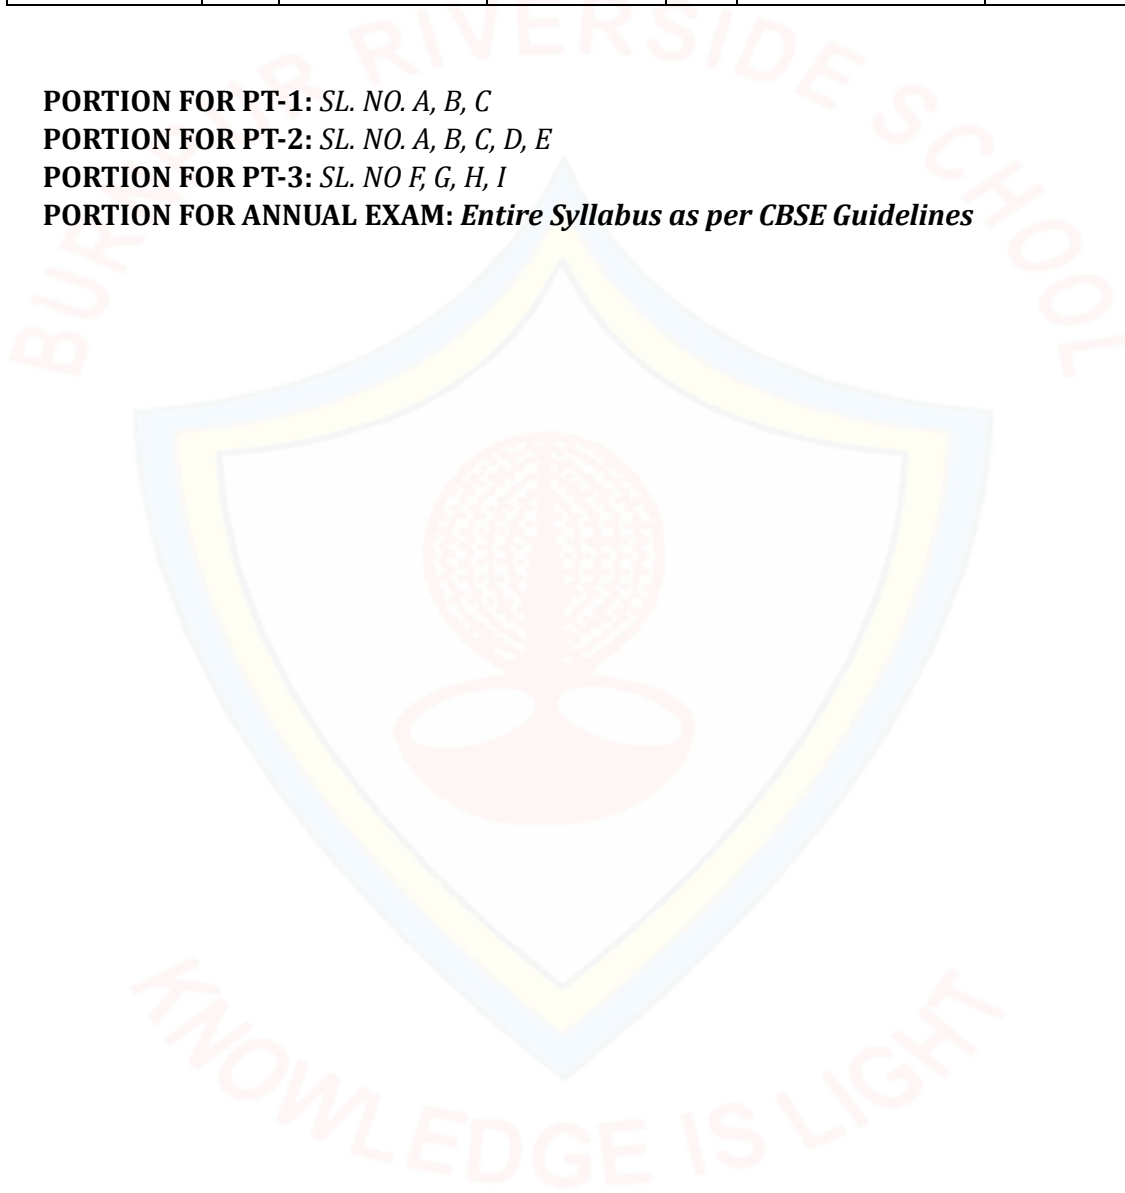 PORTION FOR PT-1: SL. NO. A, B, C
PORTION FOR PT-2: SL. NO. A, B, C, D, E
PORTION FOR PT-3: SL. NO F, G, H, I
PORTION FOR ANNUAL EXAM: Entire Syllabus as per CBSE Guidelines
RIVERSIDE SCHOOL
KNOWLEDGE IS LIGHT